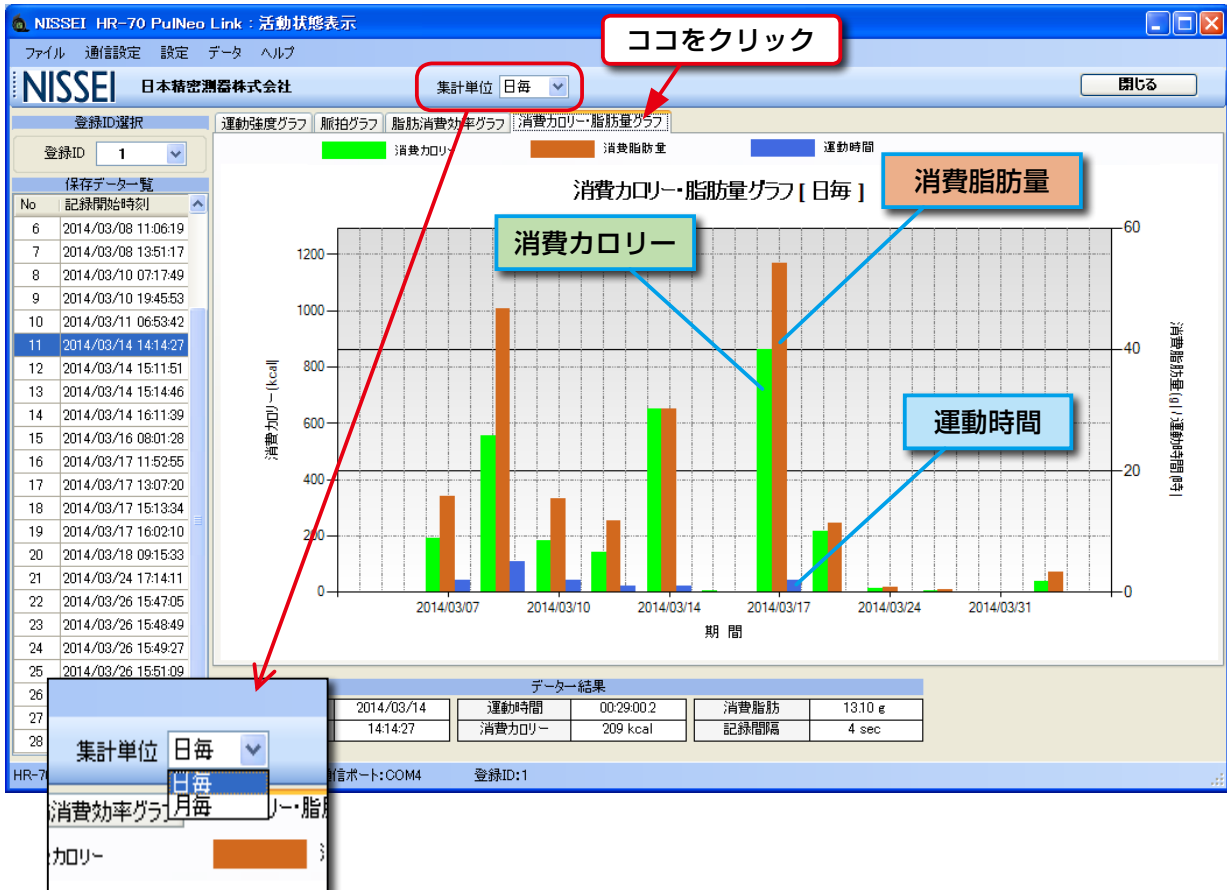 NISSEI HR-70 PulNeo Link : 活動状態表示
ココをクリック
ファイル 通信設定 設定 データ ヘルプ
NISSEI 日本精密測器株式会社
集計単位 日毎
閉じる
登録ID選択
登録ID 1
保存データ一覧
No 記録開始時刻
6 2014/03/08 11:06:19
7 2014/03/08 13:51:17
8 2014/03/10 07:17:49
9 2014/03/10 19:45:53
10 2014/03/11 06:53:42
11 2014/03/14 14:14:27
12 2014/03/14 15:11:51
13 2014/03/14 15:14:46
14 2014/03/14 16:11:39
15 2014/03/16 08:01:28
16 2014/03/17 11:52:55
17 2014/03/17 13:07:20
18 2014/03/17 15:13:34
19 2014/03/17 16:02:10
20 2014/03/18 09:15:33
21 2014/03/24 17:14:11
22 2014/03/26 15:47:05
23 2014/03/26 15:48:49
24 2014/03/26 15:49:27
25 2014/03/26 15:51:09
26
27
28
運動強度グラフ 脈拍グラフ 脂肪消費効率グラフ 消費カロリー・脂肪量グラフ
消費カロリー 消費脂肪量 運動時間
消費カロリー・脂肪量グラフ [ 日毎 ]
消費脂肪量
消費カロリー
運動時間
消費カロリー(kcal)
1200
1000
800
600
400
200
0
60
40
20
0
消費脂肪量(g) / 運動時間(時)
2014/03/07 2014/03/10 2014/03/14 2014/03/17 2014/03/24 2014/03/31
期 間
データー結果
2014/03/14 運動時間 00:29:00.2 消費脂肪 13.10 g
14:14:27 消費カロリー 209 kcal 記録間隔 4 sec
HR-7
信ポート:COM4 登録ID:1
集計単位 日毎
日毎
月毎
消費効率グラフ
リー・脂
カロリー